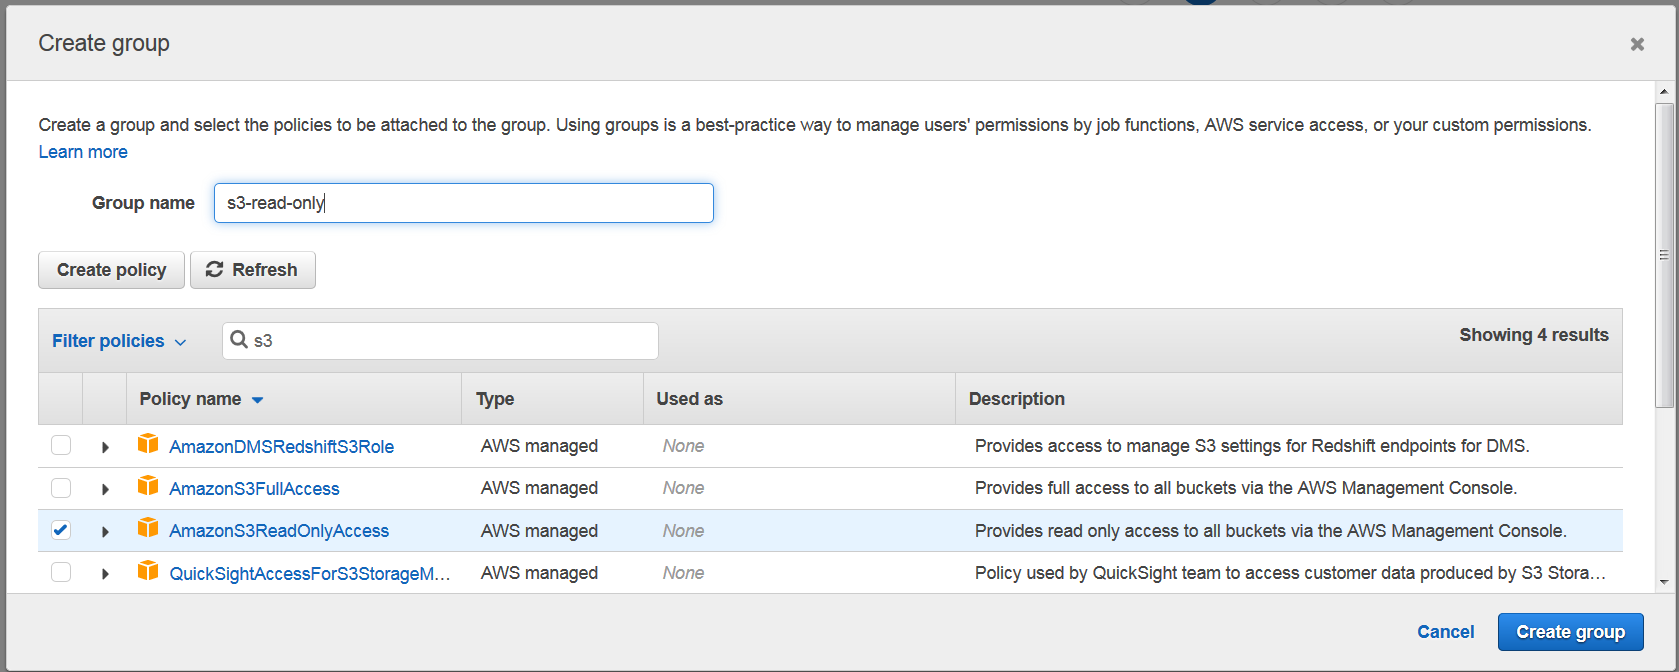 Create group
Create a group and select the policies to be attached to the group. Using groups is a best-practice way to manage users' permissions by job functions, AWS service access, or your custom permissions.
Learn more
Group name s3-read-only
Create policy Refresh
Filter policies s3 Showing 4 results
Policy name Type Used as Description
AmazonDMSRedshiftS3Role AWS managed None Provides access to manage S3 settings for Redshift endpoints for DMS.
AmazonS3FullAccess AWS managed None Provides full access to all buckets via the AWS Management Console.
AmazonS3ReadOnlyAccess AWS managed None Provides read only access to all buckets via the AWS Management Console.
QuickSightAccessForS3StorageM... AWS managed None Policy used by QuickSight team to access customer data produced by S3 Stora...
Cancel Create group